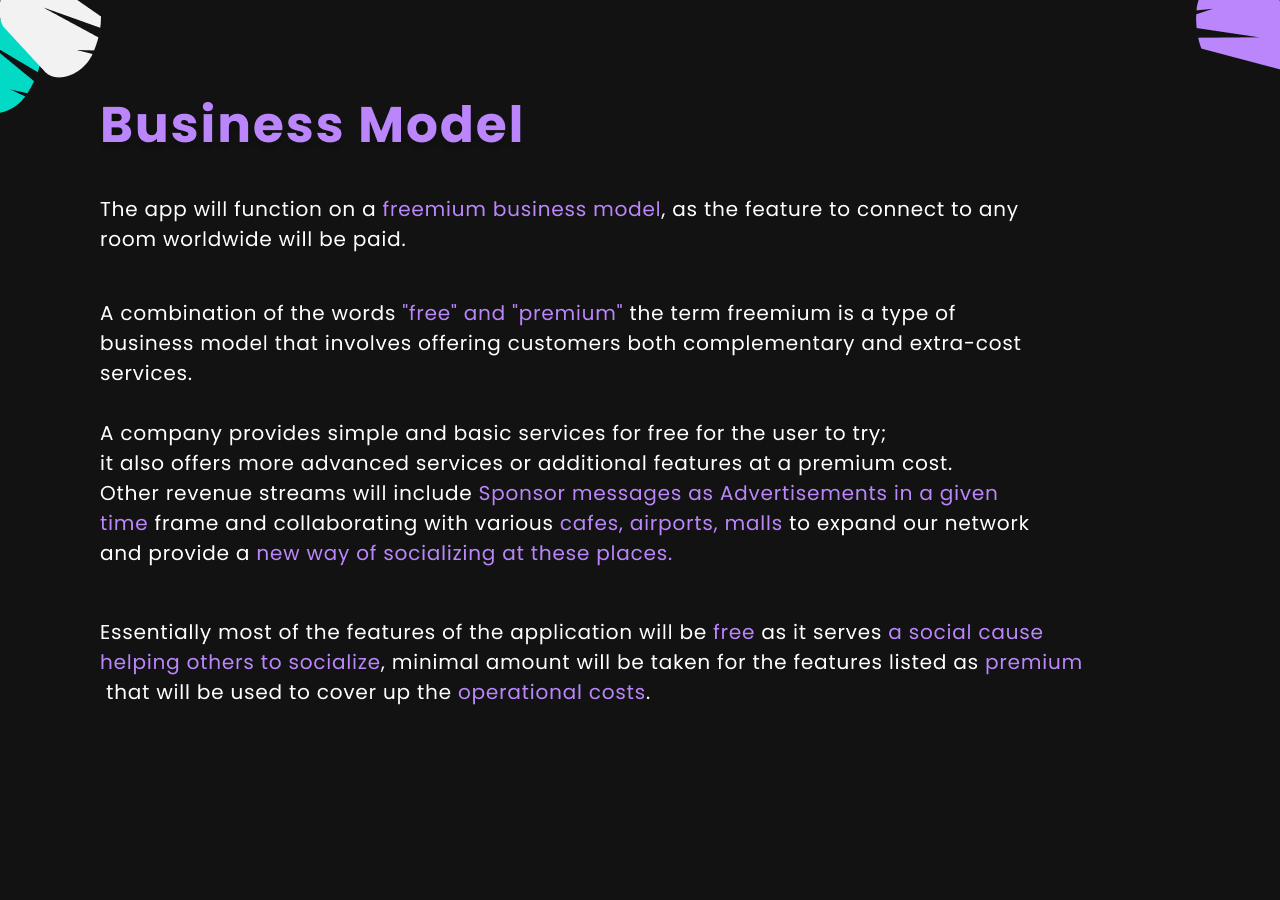 Business Model
The app will function on a freemium business model, as the feature to connect to any
room worldwide will be paid.
A combination of the words "free" and "premium" the term freemium is a type of
business model that involves offering customers both complementary and extra-cost
services.
A company provides simple and basic services for free for the user to try;
it also offers more advanced services or additional features at a premium cost.
Other revenue streams will include Sponsor messages as Advertisements in a given
time frame and collaborating with various cafes, airports, malls to expand our network
and provide a new way of socializing at these places.
Essentially most of the features of the application will be free as it serves a social cause
helping others to socialize, minimal amount will be taken for the features listed as premium
that will be used to cover up the operational costs.